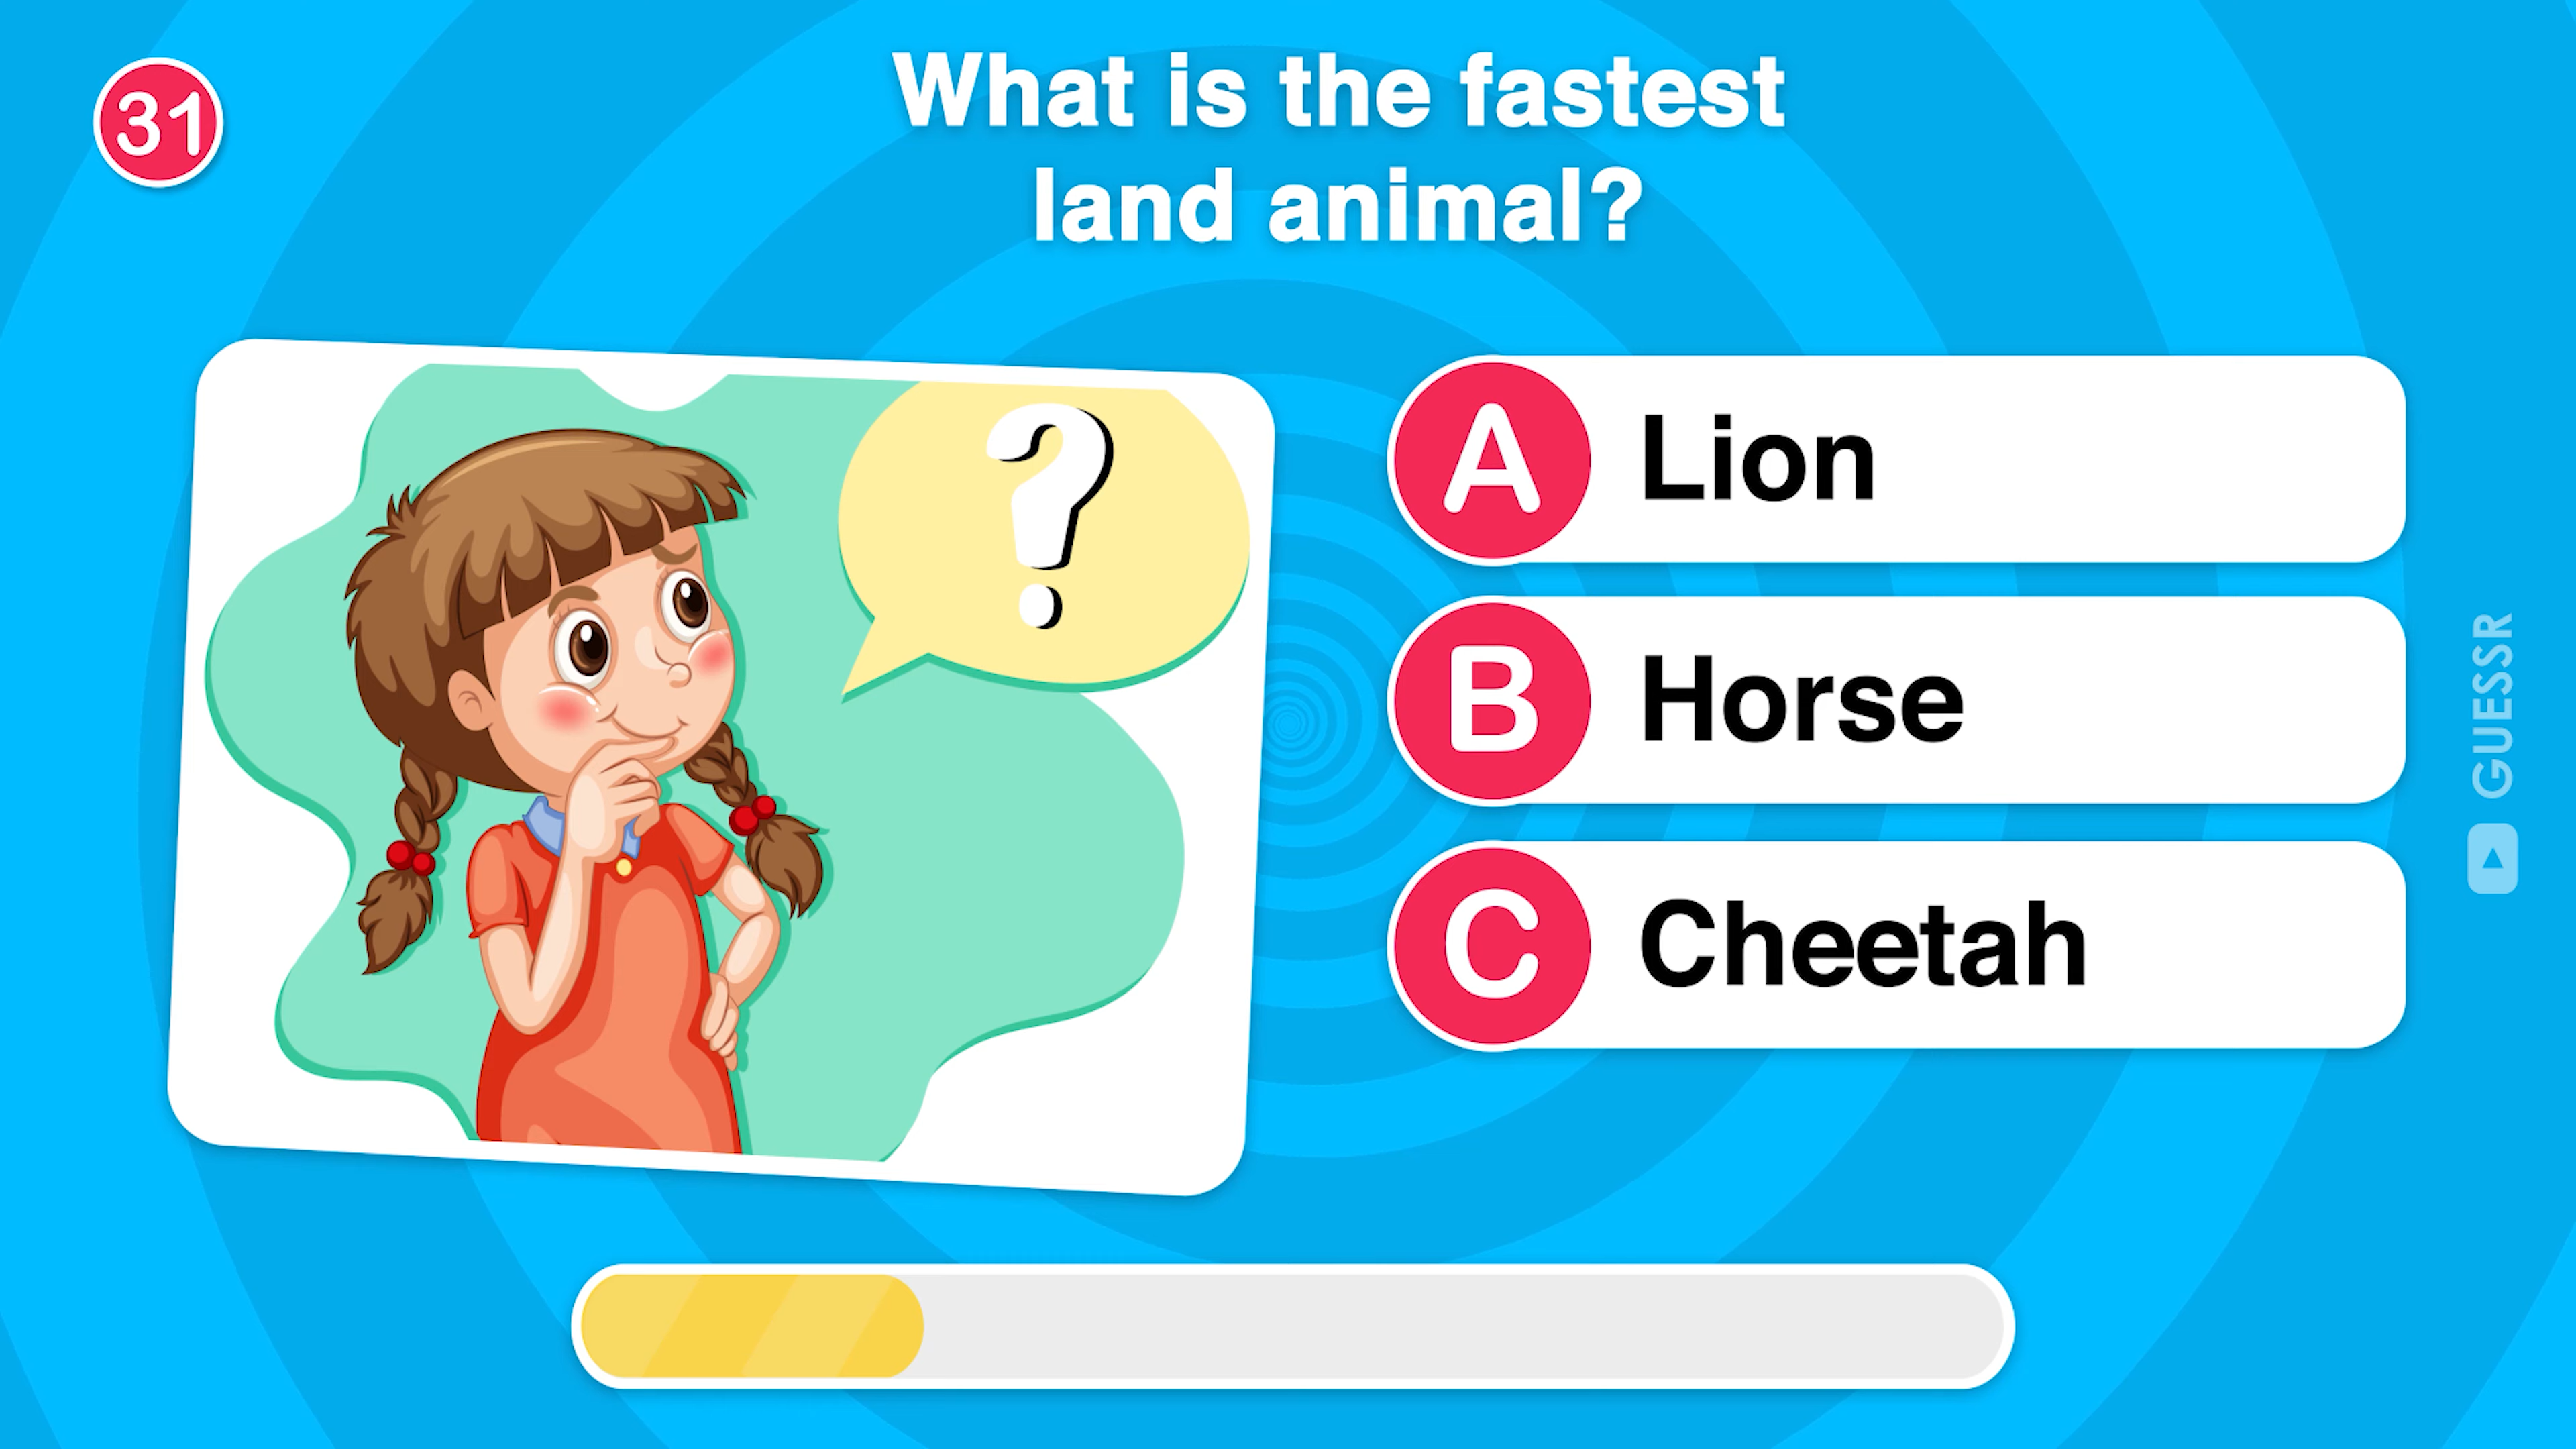 31
What is the fastest
land animal?
?
A Lion
B Horse
C Cheetah
GUESSR